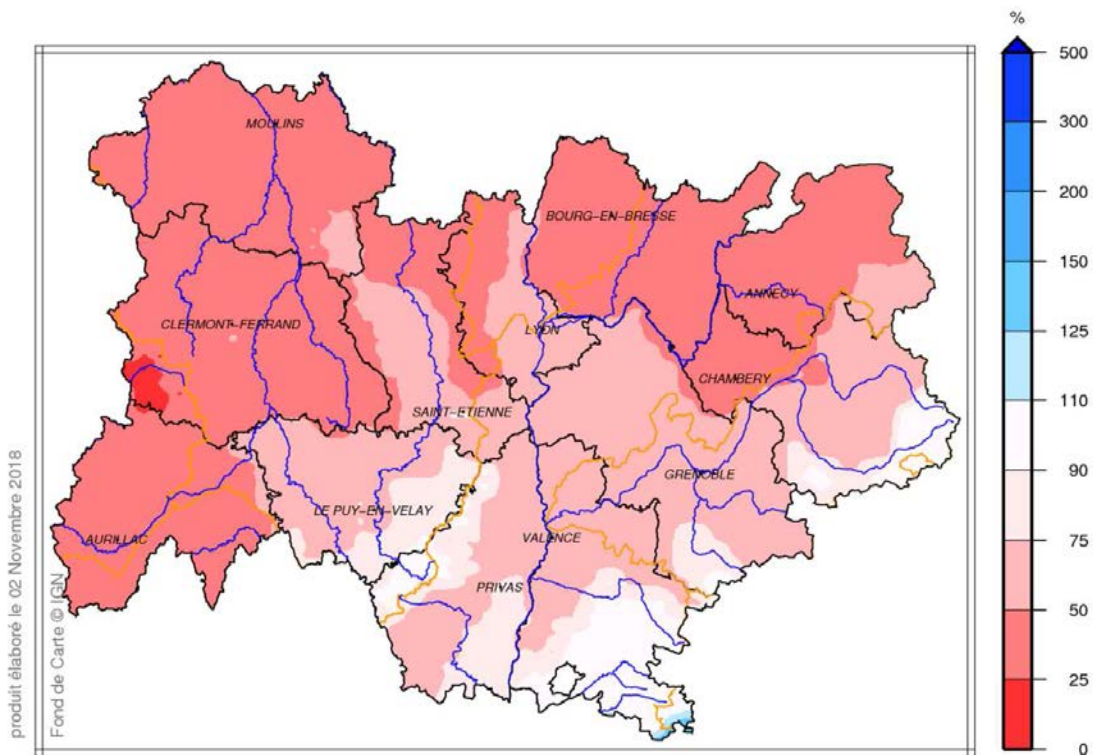 %
500
300
200
150
125
110
90
75
50
25
0
MOULINS
BOURG-EN-BRESSE
ANNECY
CLERMONT-FERRAND
LYON
CHAMBERY
SAINT-ETIENNE
GRENOBLE
LE PUY-EN-VELAY
AURILLAC
VALENCE
PRIVAS
produit élaboré le 02 Novembre 2018
Fond de Carte © IGN